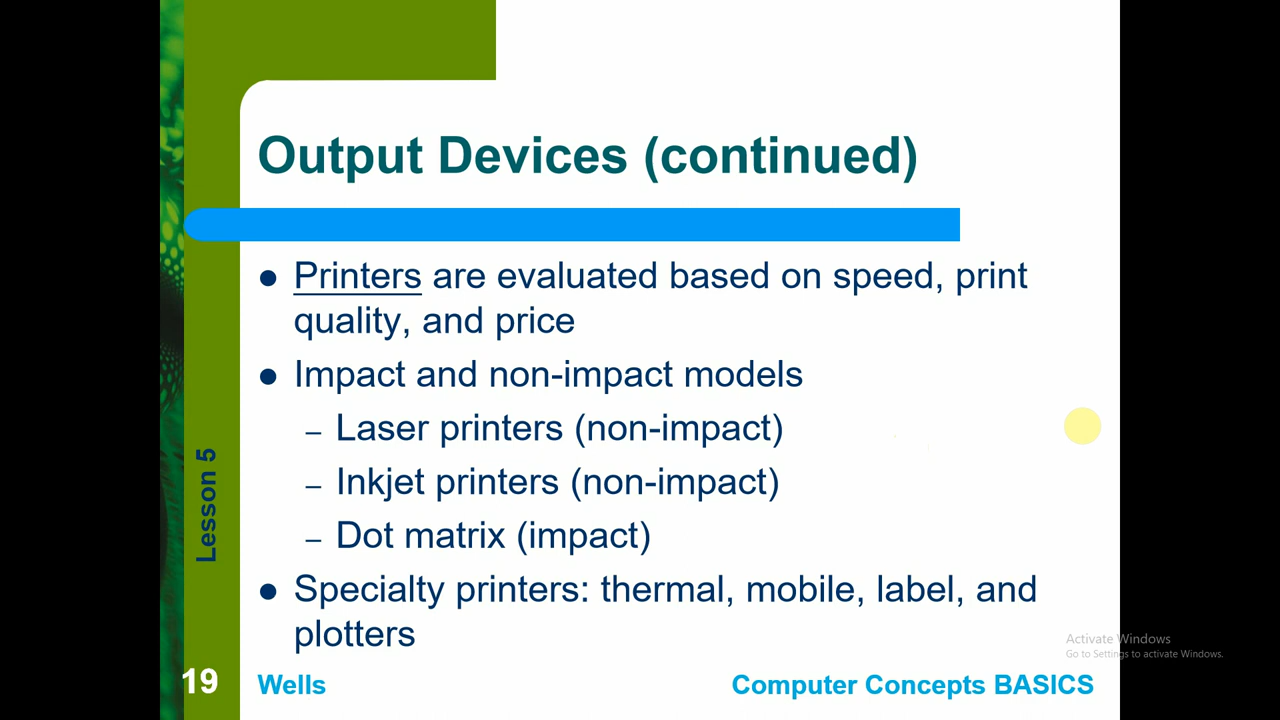 Output Devices (continued)
● Printers are evaluated based on speed, print
quality, and price
● Impact and non-impact models
– Laser printers (non-impact)
– Inkjet printers (non-impact)
– Dot matrix (impact)
● Specialty printers: thermal, mobile, label, and
plotters
Lesson 5
19
Wells
Computer Concepts BASICS
Activate Windows
Go to Settings to activate Windows.